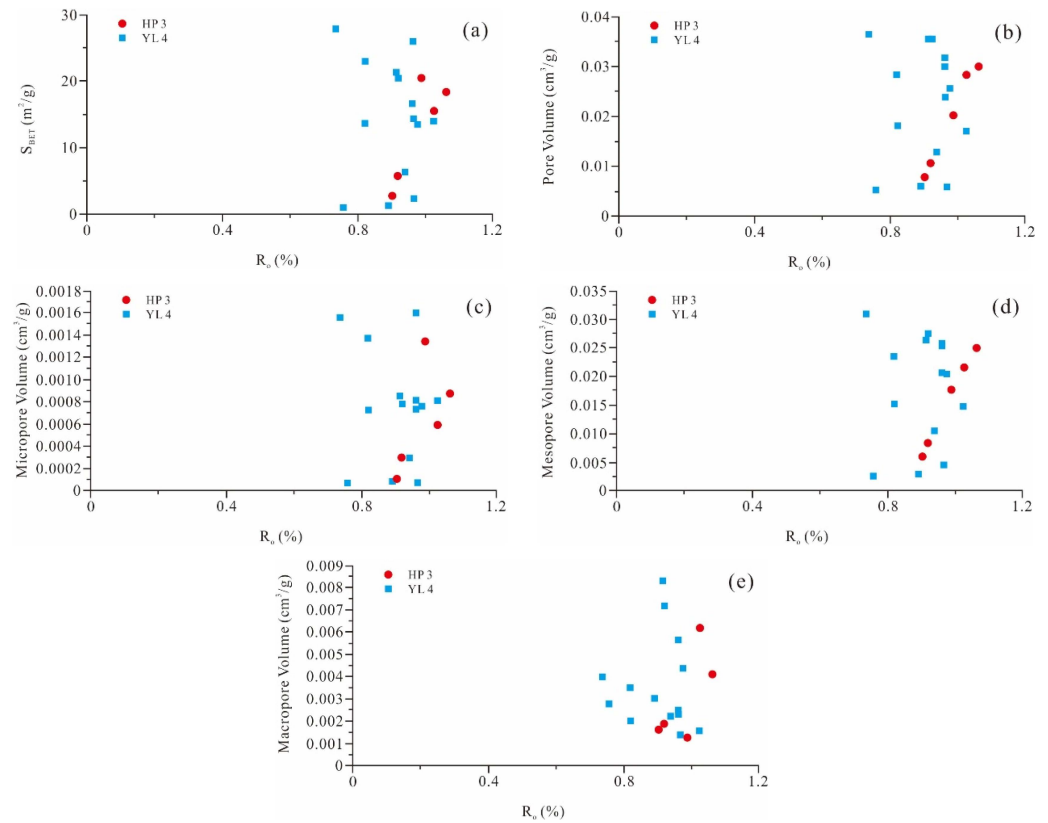 HP 3
YL 4
(a)
30
20
10
0
0
0.4
0.8
1.2
S_BET (m²/g)
Rₒ (%)
HP 3
YL 4
(b)
0.04
0.03
0.02
0.01
0
0
0.4
0.8
1.2
Pore Volume (cm³/g)
Rₒ (%)
HP 3
YL 4
(c)
0.0018
0.0016
0.0014
0.0012
0.0010
0.0008
0.0006
0.0004
0.0002
0
0
0.4
0.8
1.2
Micropore Volume (cm³/g)
Rₒ (%)
HP 3
YL 4
(d)
0.035
0.030
0.025
0.020
0.015
0.010
0.005
0
0
0.4
0.8
1.2
Mesopore Volume (cm³/g)
Rₒ (%)
HP 3
YL 4
(e)
0.009
0.008
0.007
0.006
0.005
0.004
0.003
0.002
0.001
0
0
0.4
0.8
1.2
Macropore Volume (cm³/g)
Rₒ (%)